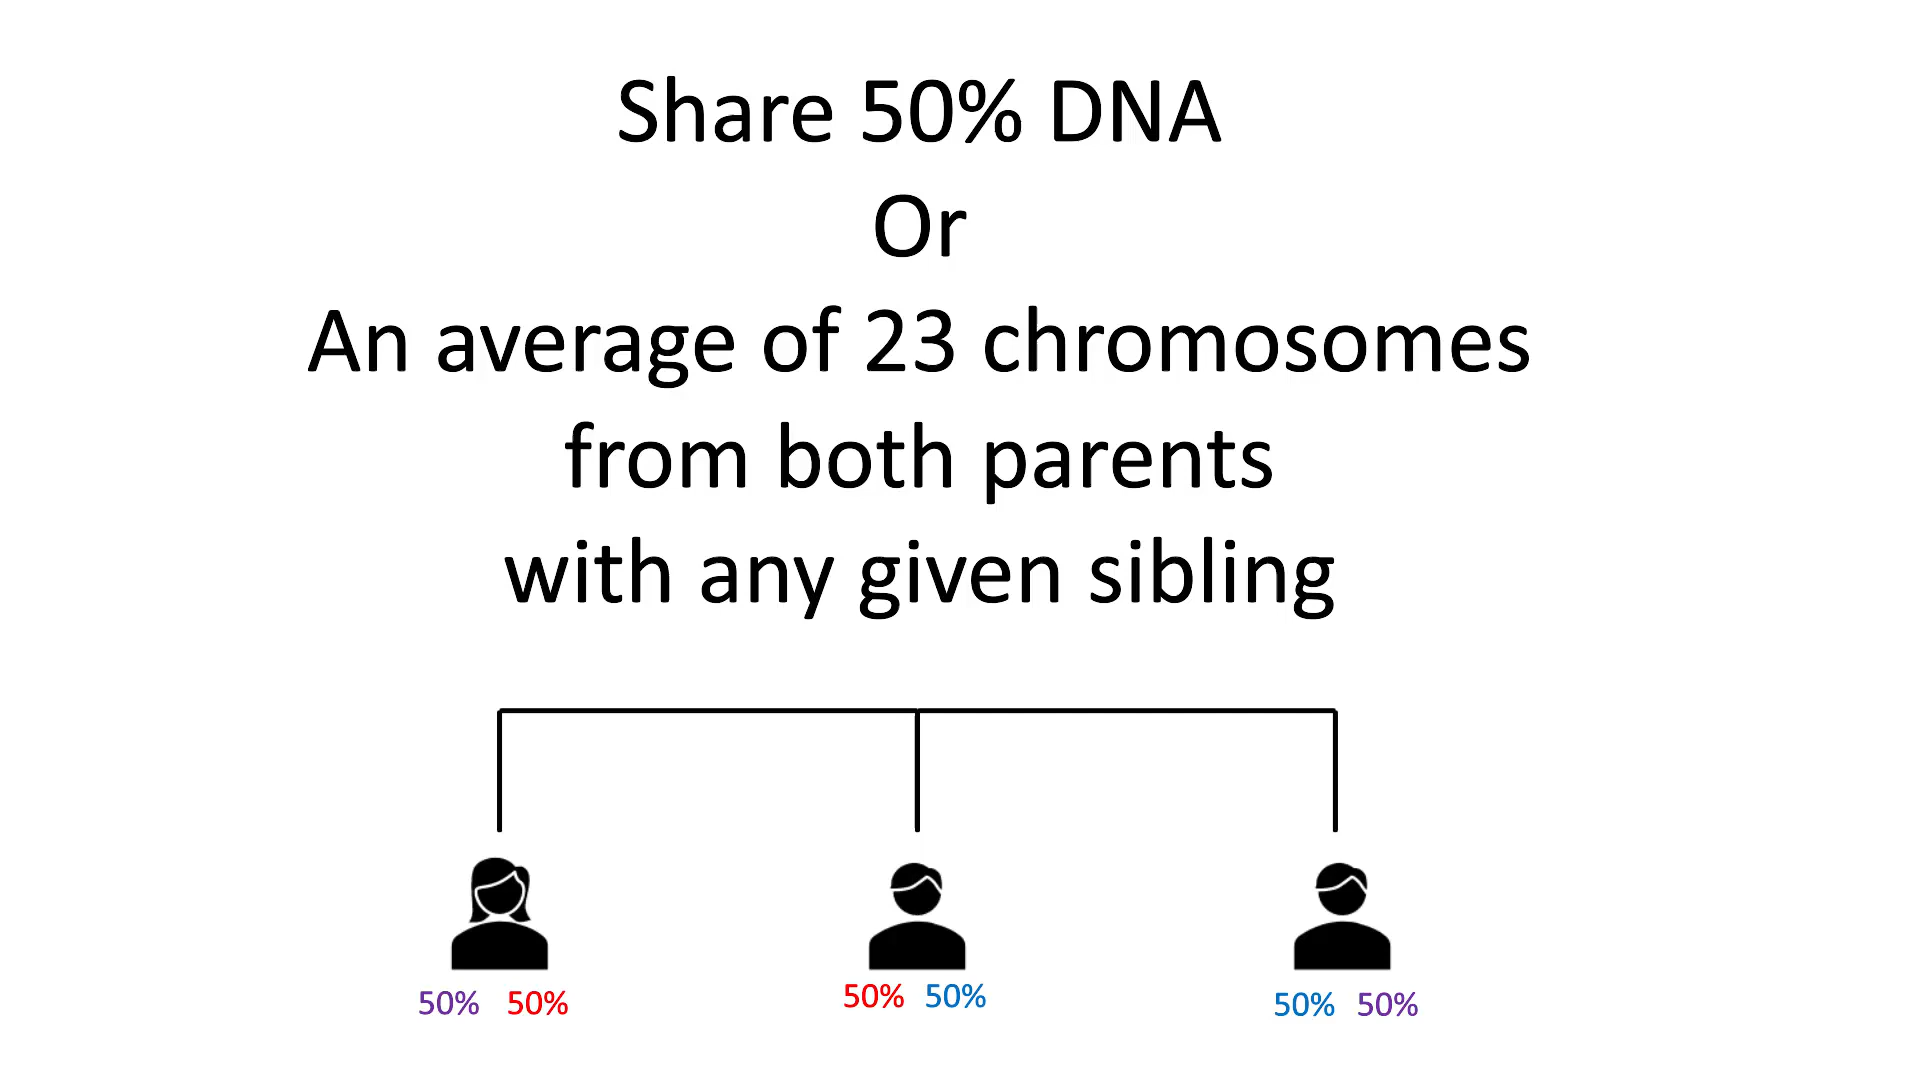 Share 50% DNA
Or
An average of 23 chromosomes
from both parents
with any given sibling
50% 50% 50% 50% 50% 50%